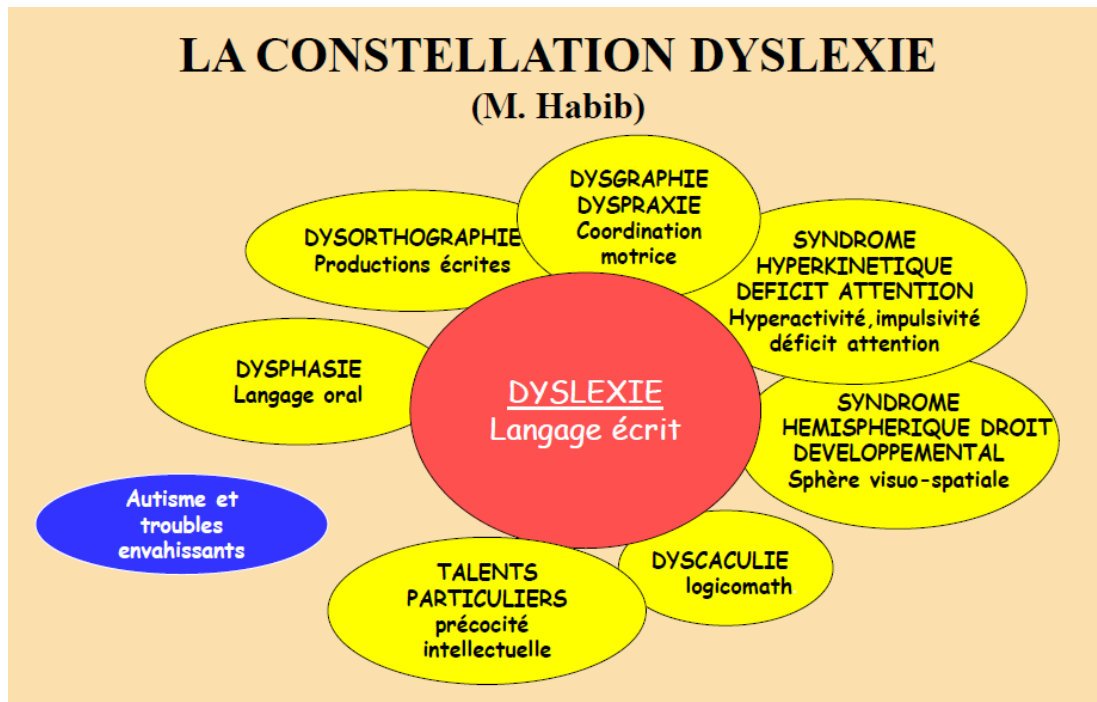 LA CONSTELLATION DYSLEXIE
(M. Habib)
DYSGRAPHIE
DYSPRAXIE
Coordination
motrice
DYSORTHOGRAPHIE
Productions écrites
SYNDROME
HYPERKINETIQUE
DEFICIT ATTENTION
Hyperactivité,impulsivité
déficit attention
DYSPHASIE
Langage oral
DYSLEXIE
Langage écrit
SYNDROME
HEMISPHERIQUE DROIT
DEVELOPPEMENTAL
Sphère visuo-spatiale
Autisme et
troubles
envahissants
TALENTS
PARTICULIERS
précocité
intellectuelle
DYSCACULIE
logicomath